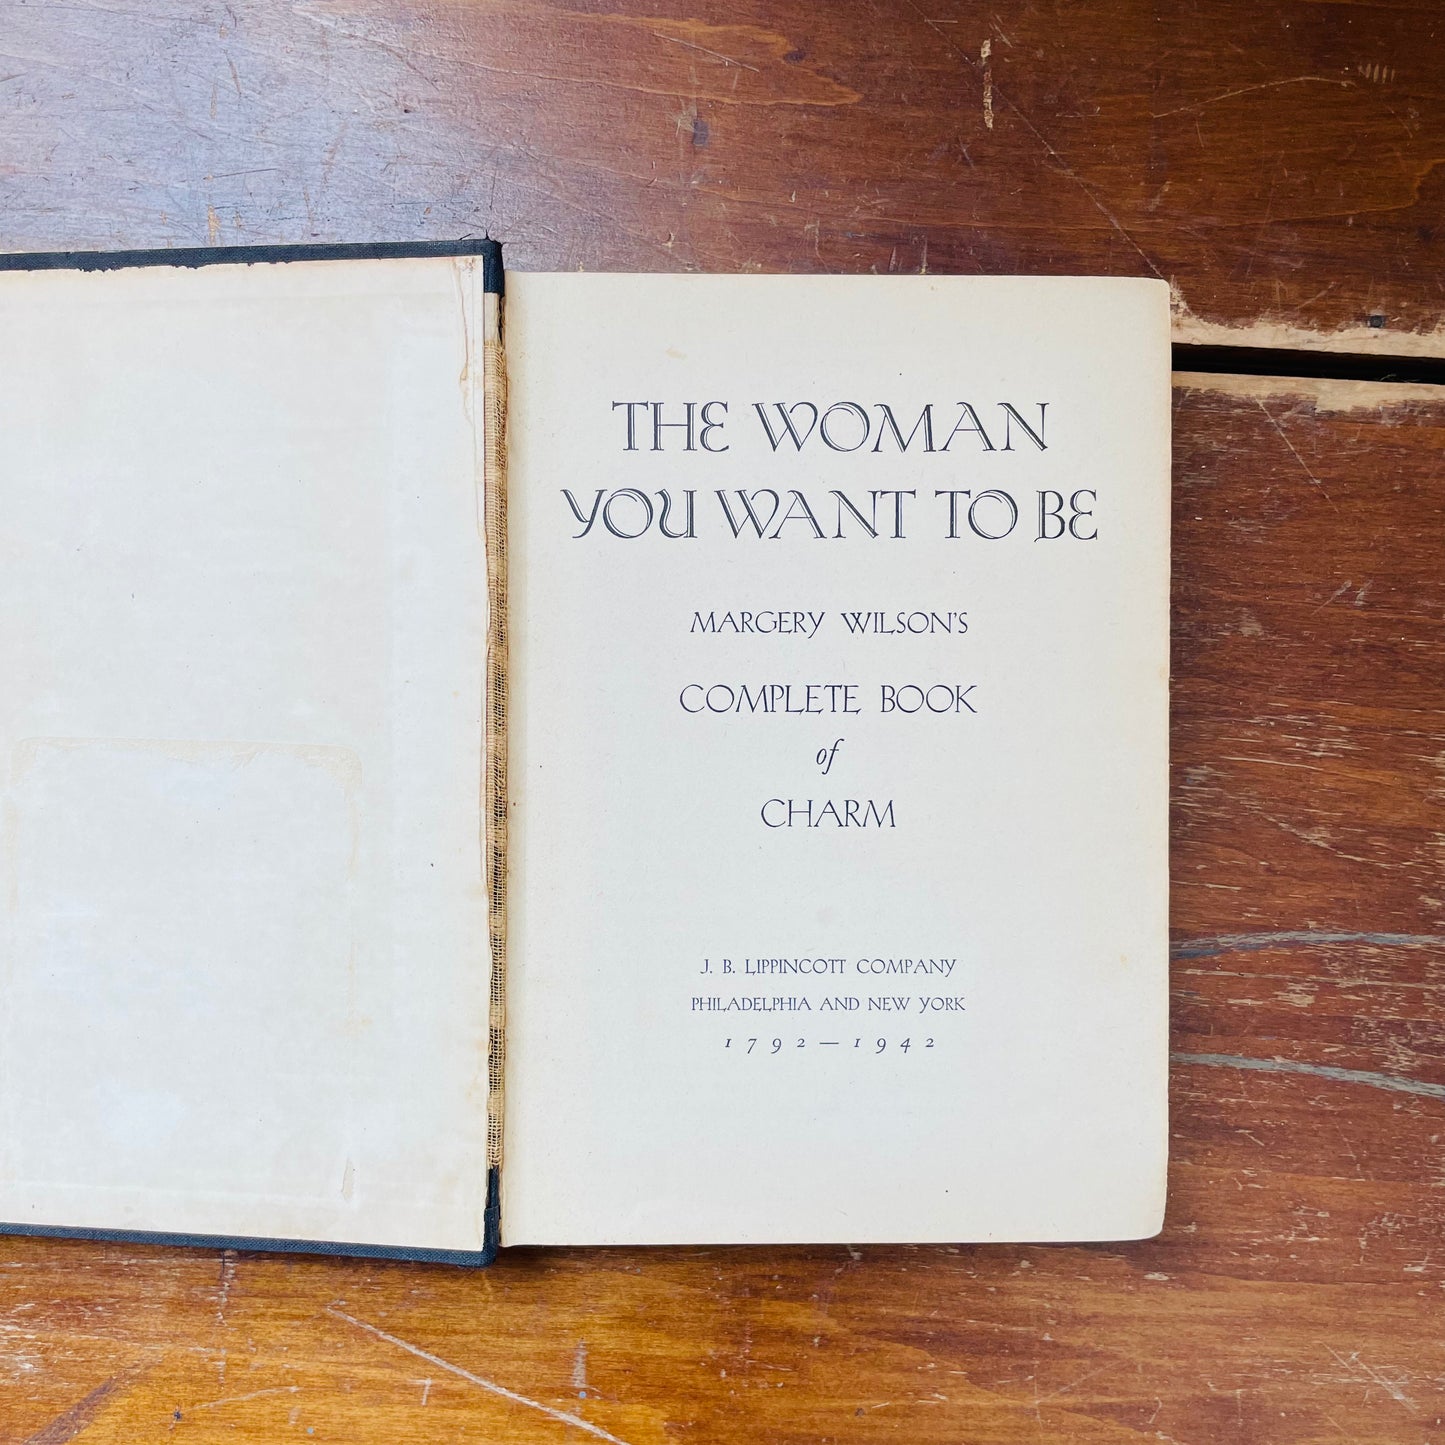 THE WOMAN
YOU WANT TO BE
MARGERY WILSON'S
COMPLETE BOOK
of
CHARM
J. B. LIPPINCOTT COMPANY
PHILADELPHIA AND NEW YORK
1792—1942